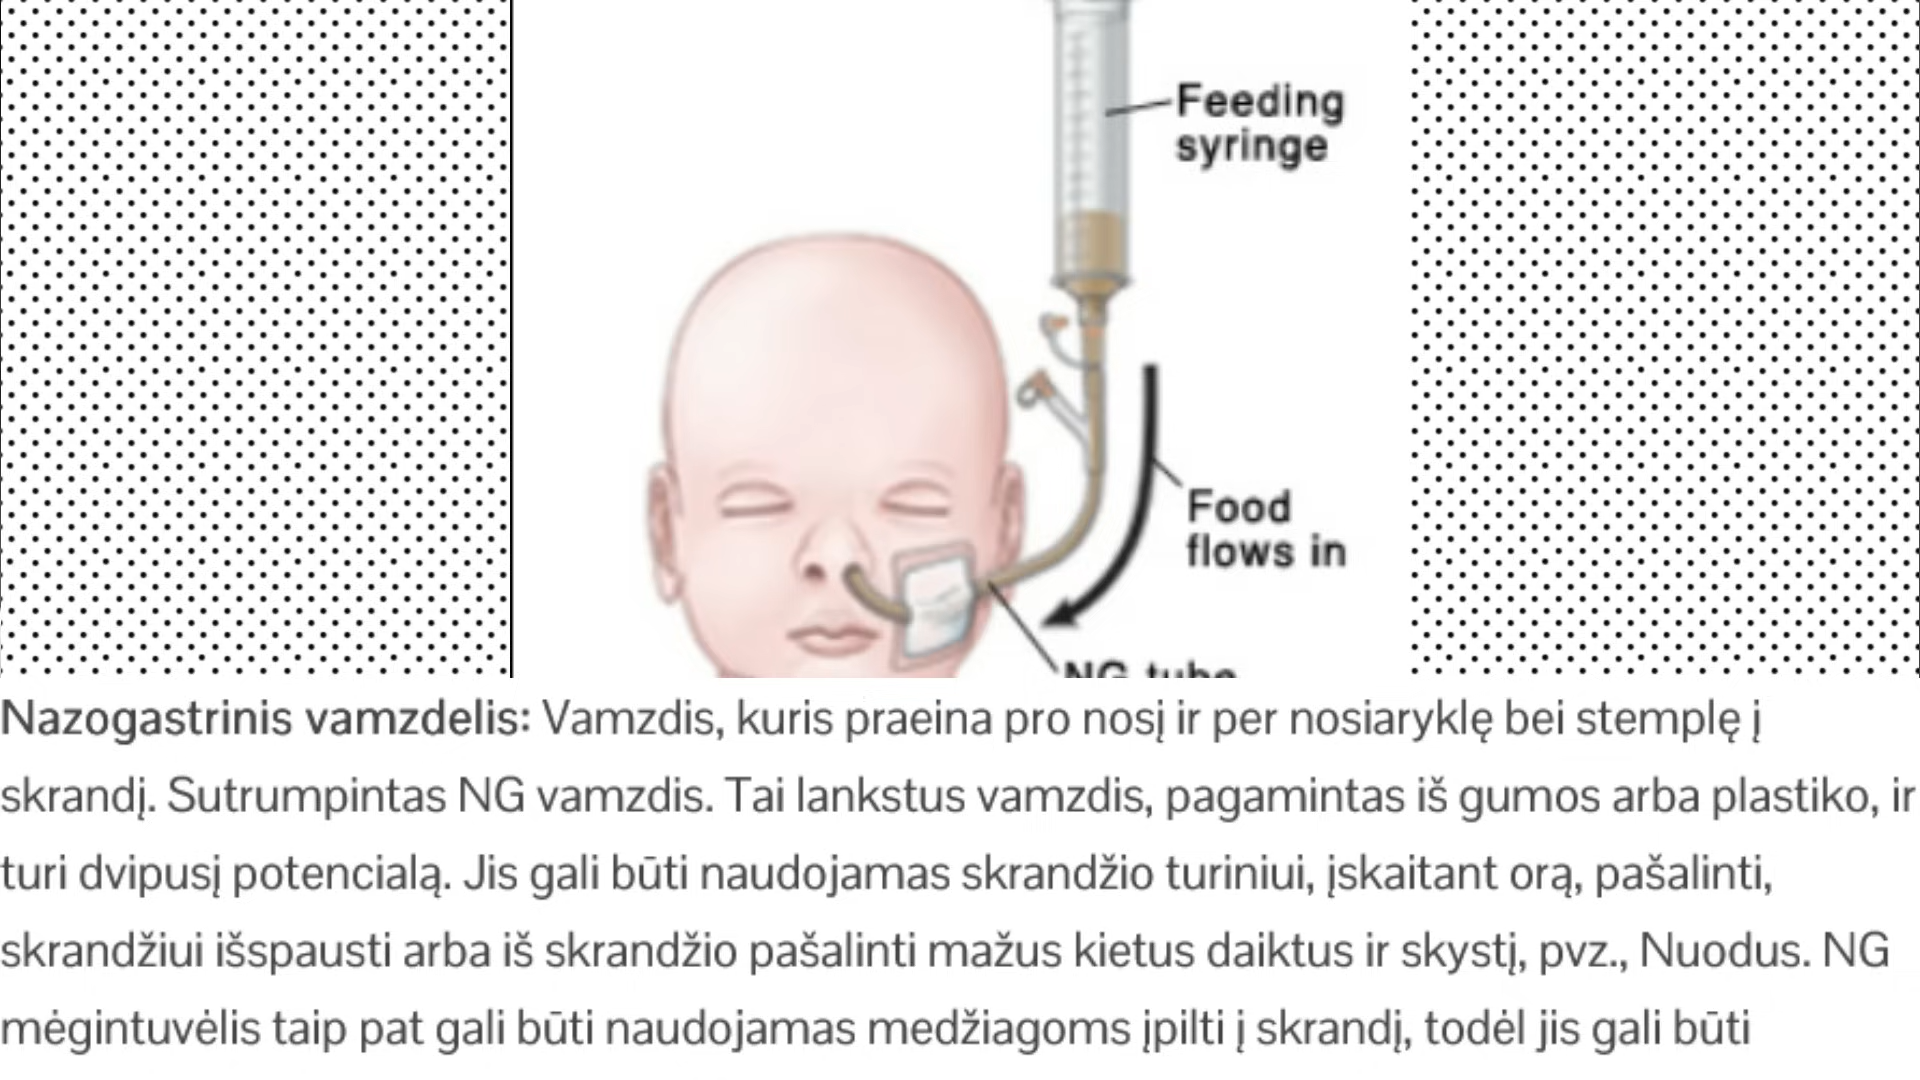 Feeding
syringe
Food
flows in
NG tube
Nazogastrinis vamzdelis: Vamzdis, kuris praeina pro nosį ir per nosiaryklę bei stemplę į
skrandį. Sutrumpintas NG vamzdis. Tai lankstus vamzdis, pagamintas iš gumos arba plastiko, ir
turi dvipusį potencialą. Jis gali būti naudojamas skrandžio turiniui, įskaitant orą, pašalinti,
skrandžiui išspausti arba iš skrandžio pašalinti mažus kietus daiktus ir skystį, pvz., Nuodus. NG
mėgintuvėlis taip pat gali būti naudojamas medžiagoms įpilti į skrandį, todėl jis gali būti